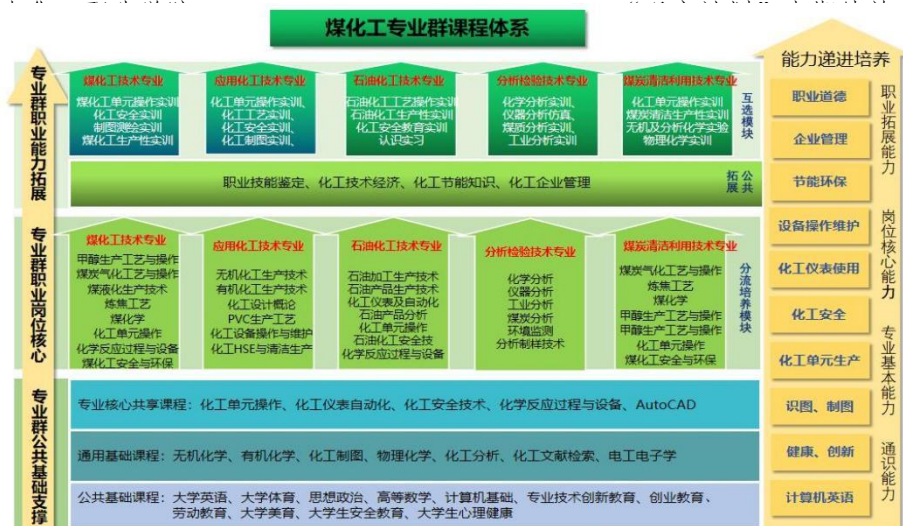 煤化工专业群课程体系
专业群职业能力拓展
煤化工技术专业
煤化工单元操作实训
化工安全实训
制图测绘实训
煤化工生产性实训
应用化工技术专业
化工单元操作实训、
化工工艺实训、
化工安全实训、
化工制图实训、
石油化工技术专业
石油化工工艺操作实训
石油化工生产性实训
化工安全教育实训
认识实习
分析检验技术专业
化学分析实训、
仪器分析仿真、
煤质分析实训、
工业分析实训
煤炭清洁利用技术专业
化工单元操作实训
煤炭清洁生产性实训
无机及分析化学实验
物理化学实训
互选模块
职业技能鉴定、化工技术经济、化工节能知识、化工企业管理
公共拓展
专业群职业岗位核心
煤化工技术专业
甲醇生产工艺与操作
煤炭气化工艺与操作
煤液化生产技术
炼焦工艺
煤化学
化工单元操作
化学反应过程与设备
煤化工安全与环保
应用化工技术专业
无机化工生产技术
有机化工生产技术
化工设计概论
PVC生产工艺
化工设备操作与维护
化工HSE与清洁生产
石油化工技术专业
石油加工生产技术
石油产品生产技术
化工仪表及自动化
石油产品分析
化工单元操作
石油化工安全技
化学反应过程与设备
分析检验技术专业
化学分析
仪器分析
工业分析
煤炭分析
环境监测
分析制样技术
煤炭清洁利用技术专业
煤炭气化工艺与操作
炼焦工艺
煤化学
甲醇生产工艺与操作
甲醇生产工艺与操作
化工单元操作
煤化工安全与环保
分流培养模块
专业群公共基础支撑
专业核心共享课程：化工单元操作、化工仪表自动化、化工安全技术、化学反应过程与设备、AutoCAD
通用基础课程：无机化学、有机化学、化工制图、物理化学、化工分析、化工文献检索、电工电子学
公共基础课程：大学英语、大学体育、思想政治、高等数学、计算机基础、专业技术创新教育、创业教育、
劳动教育、大学美育、大学生安全教育、大学生心理健康
能力递进培养
职业道德
企业管理
节能环保
职业拓展能力
设备操作维护
化工仪表使用
化工安全
岗位核心能力
化工单元生产
识图、制图
专业基本能力
健康、创新
计算机英语
通识能力